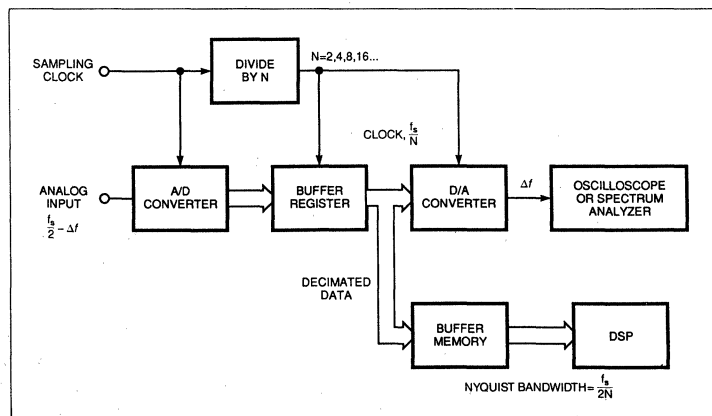 SAMPLING
CLOCK
DIVIDE
BY N
N=2,4,8,16...
CLOCK, fs/N
ANALOG
INPUT
fs/2 - Δf
A/D
CONVERTER
BUFFER
REGISTER
D/A
CONVERTER
Δf
OSCILLOSCOPE
OR SPECTRUM
ANALYZER
DECIMATED
DATA
BUFFER
MEMORY
DSP
NYQUIST BANDWIDTH= fs/2N